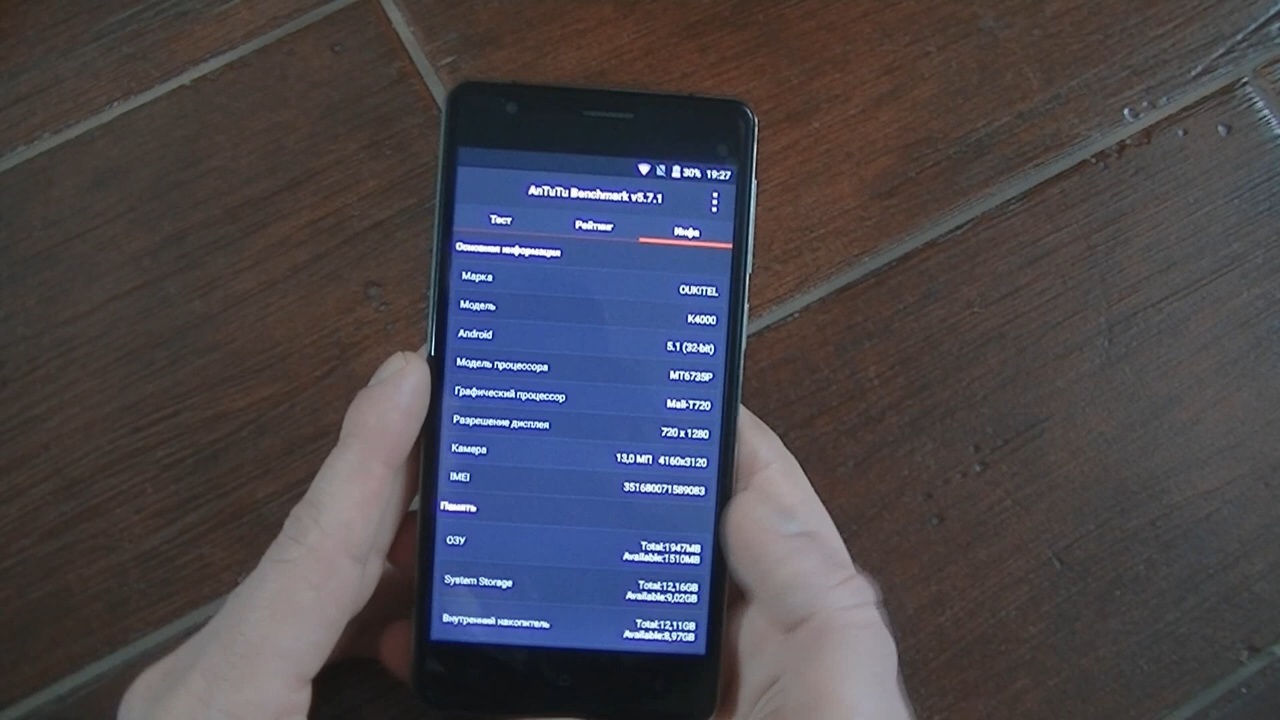 30% 19:27
AnTuTu Benchmark v5.7.1
Тест Рейтинг Инфа
Основная информация
Марка OUKITEL
Модель K4000
Android 5.1 (32-bit)
Модель процессора MT6735P
Графический процессор Mali-T720
Разрешение дисплея 720 x 1280
Камера 13,0 МП 4160x3120
IMEI 351680071589083
Память
ОЗУ Total:1947MB
Available:1510MB
System Storage Total:12,16GB
Available:9,02GB
Внутренний накопитель Total:12,11GB
Available:8,97GB